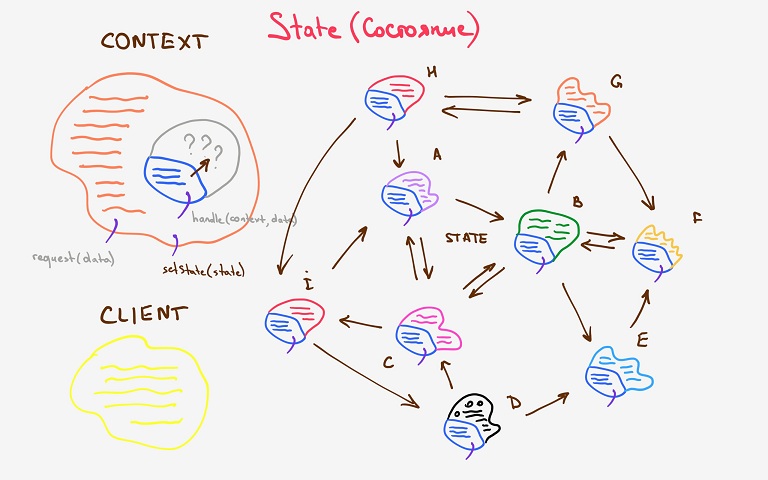 State (Состояние)
CONTEXT
???
handle(context, data)
request(data)
setState(state)
CLIENT
H
G
A
B
STATE
F
i
C
E
D